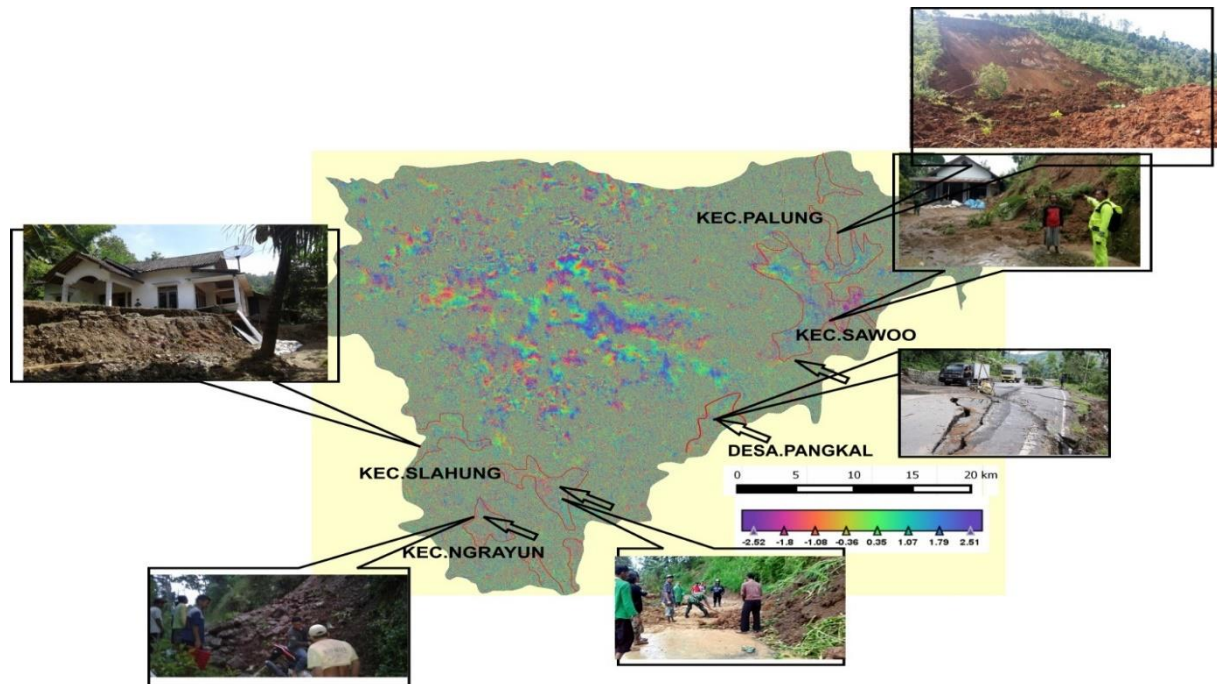 KEC.PALUNG
KEC.SAWOO
DESA.PANGKAL
KEC.SLAHUNG
KEC.NGRAYUN
0 5 10 15 20 km
-2.52 -1.8 -1.08 -0.36 0.35 1.07 1.79 2.51